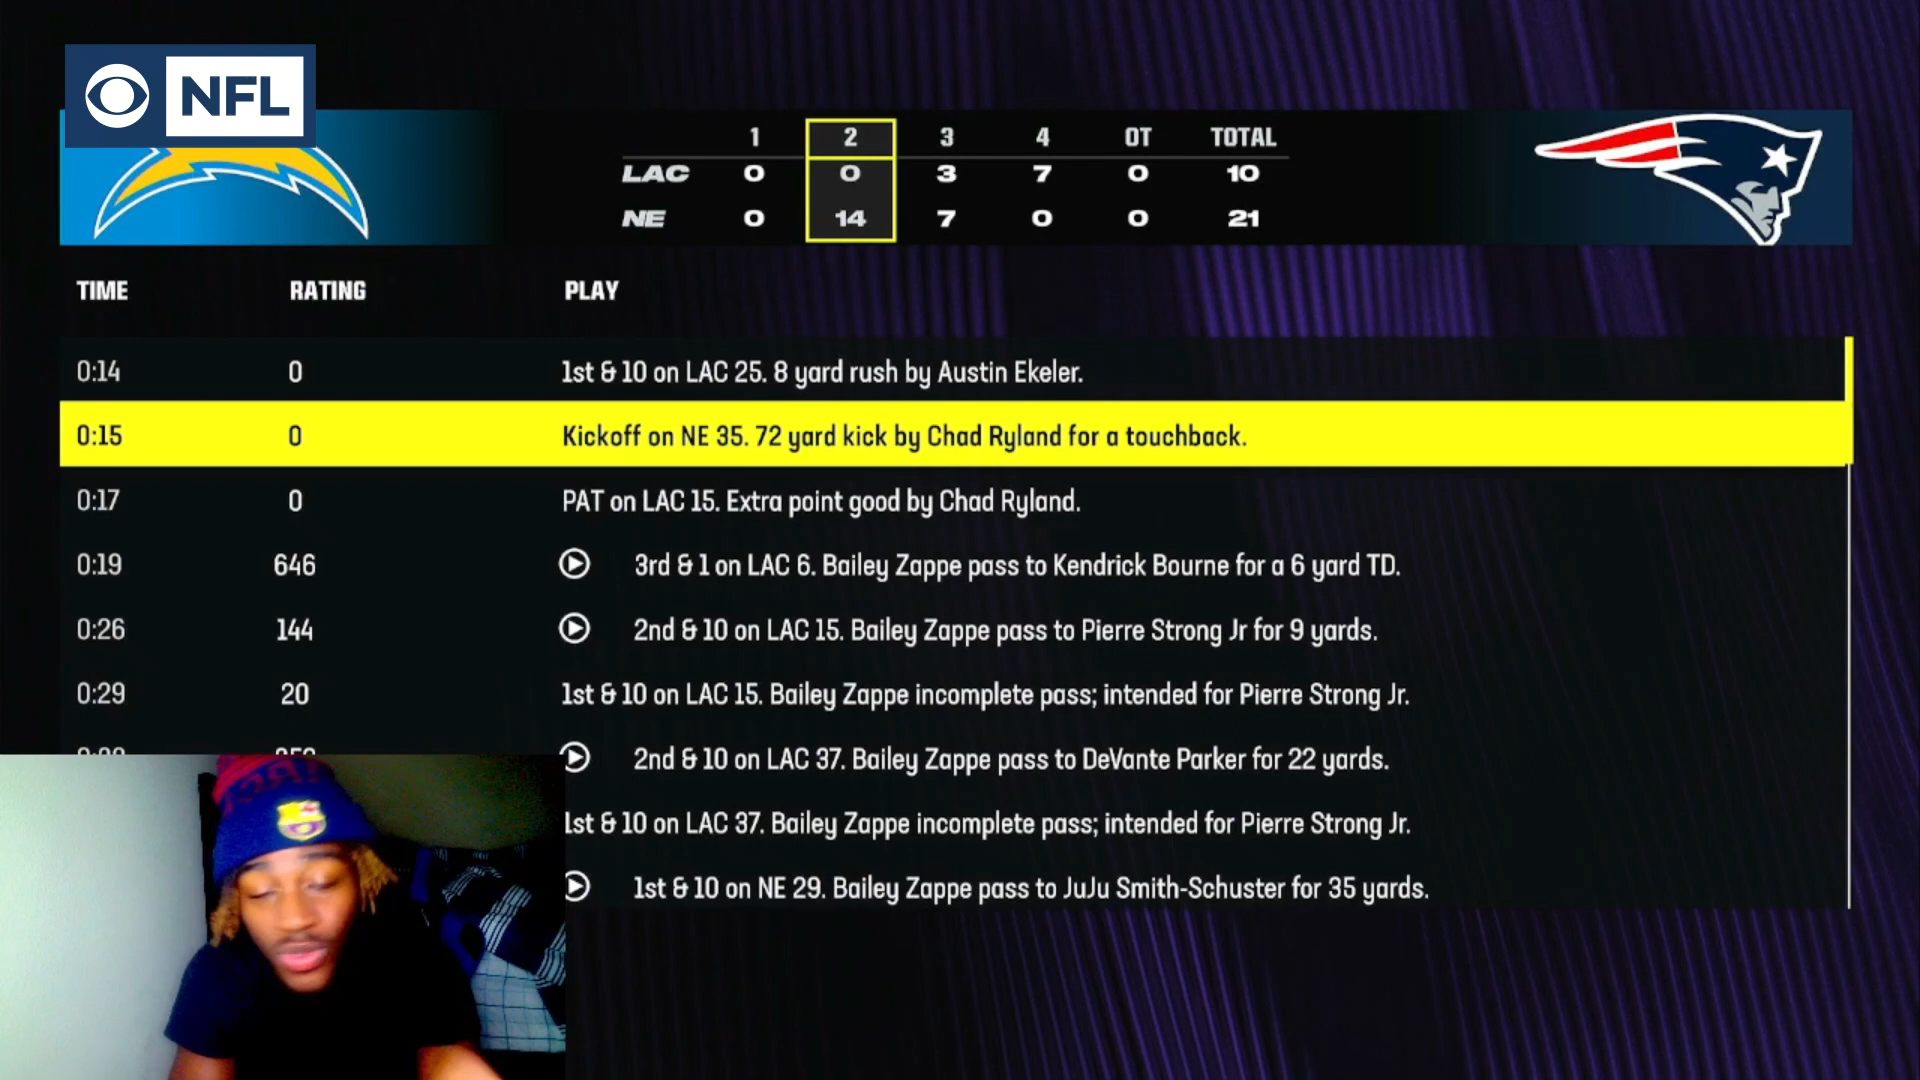 NFL
1 2 3 4 OT TOTAL
LAC 0 0 3 7 0 10
NE 0 14 7 0 0 21
TIME RATING PLAY
0:14 0 1st & 10 on LAC 25. 8 yard rush by Austin Ekeler.
0:15 0 Kickoff on NE 35. 72 yard kick by Chad Ryland for a touchback.
0:17 0 PAT on LAC 15. Extra point good by Chad Ryland.
0:19 646 3rd & 1 on LAC 6. Bailey Zappe pass to Kendrick Bourne for a 6 yard TD.
0:26 144 2nd & 10 on LAC 15. Bailey Zappe pass to Pierre Strong Jr for 9 yards.
0:29 20 1st & 10 on LAC 15. Bailey Zappe incomplete pass; intended for Pierre Strong Jr.
2nd & 10 on LAC 37. Bailey Zappe pass to DeVante Parker for 22 yards.
1st & 10 on LAC 37. Bailey Zappe incomplete pass; intended for Pierre Strong Jr.
1st & 10 on NE 29. Bailey Zappe pass to JuJu Smith-Schuster for 35 yards.